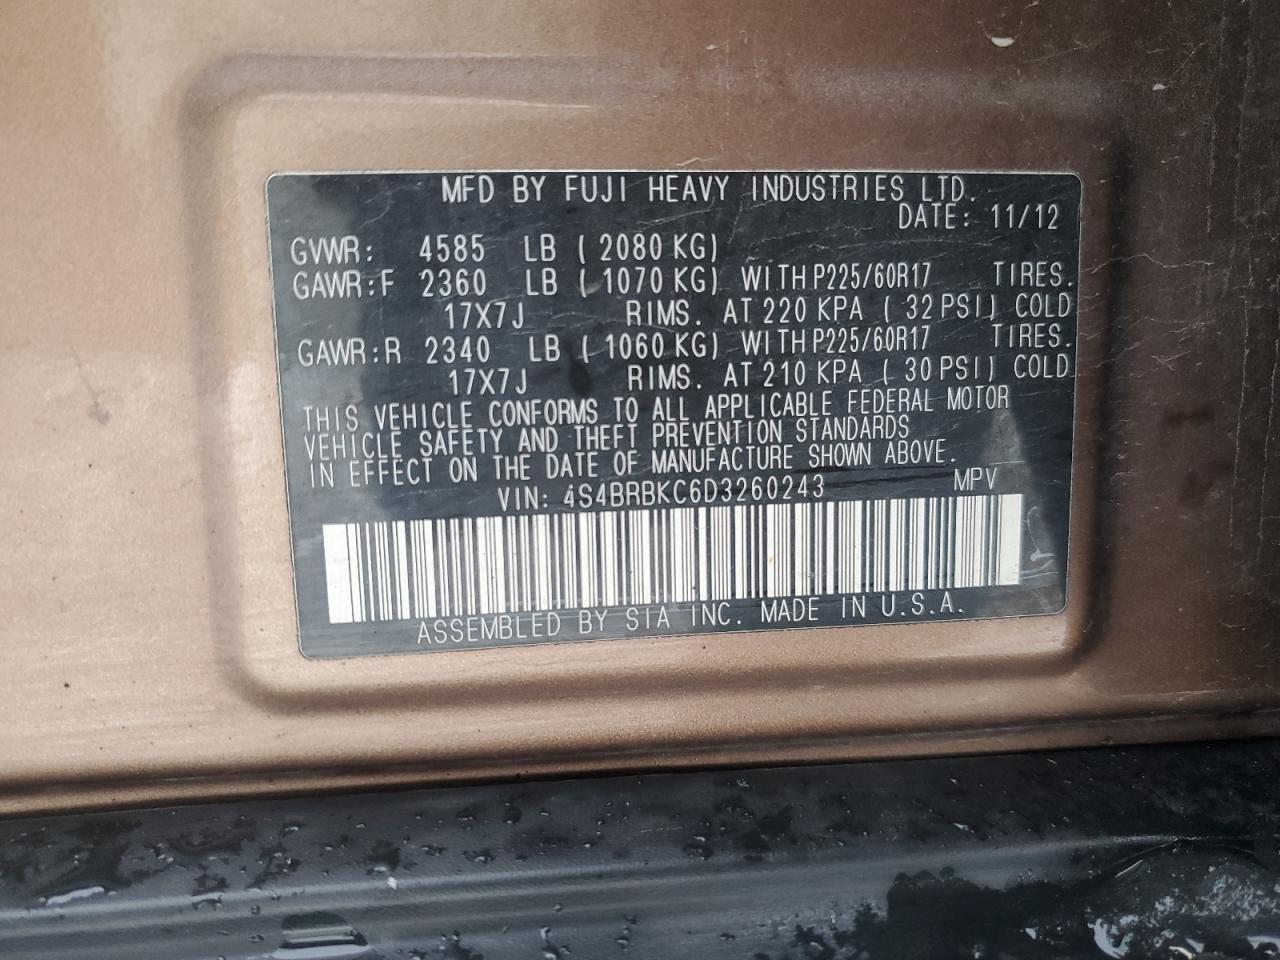 MFD BY FUJI HEAVY INDUSTRIES LTD.
DATE: 11/12
GVWR: 4585 LB ( 2080 KG)
GAWR:F 2360 LB ( 1070 KG) WITH P225/60R17 TIRES.
17X7J RIMS. AT 220 KPA ( 32 PSI) COLD
GAWR:R 2340 LB ( 1060 KG) WITH P225/60R17 TIRES.
17X7J RIMS. AT 210 KPA ( 30 PSI) COLD
THIS VEHICLE CONFORMS TO ALL APPLICABLE FEDERAL MOTOR
VEHICLE SAFETY AND THEFT PREVENTION STANDARDS
IN EFFECT ON THE DATE OF MANUFACTURE SHOWN ABOVE.
VIN: 4S4BRBKC6D3260243 MPV
ASSEMBLED BY SIA INC. MADE IN U.S.A.